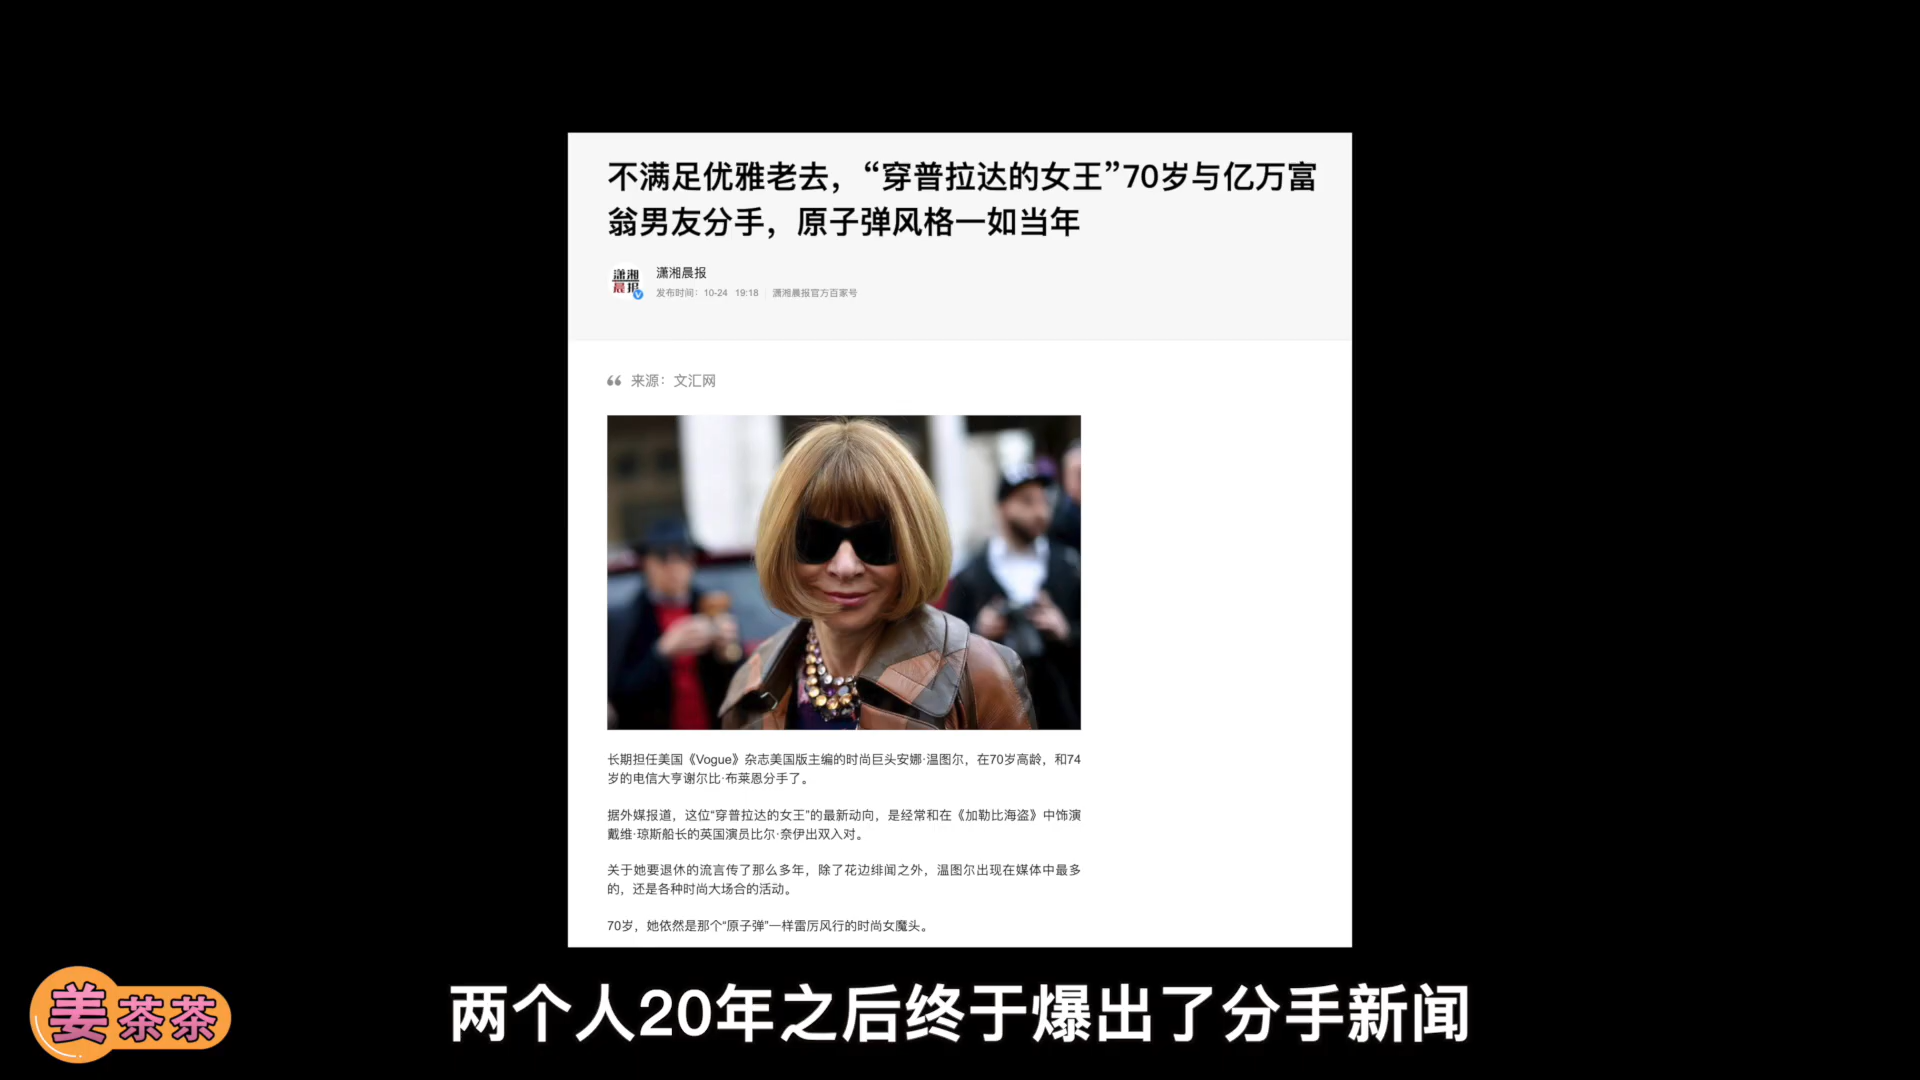 不满足优雅老去，“穿普拉达的女王”70岁与亿万富
翁男友分手，原子弹风格一如当年
潇湘
晨报
潇湘晨报
发布时间：10-24 19:18 潇湘晨报官方百家号
来源：文汇网
长期担任美国《Vogue》杂志美国版主编的时尚巨头安娜·温图尔，在70岁高龄，和74
岁的电信大亨谢尔比·布莱恩分手了。
据外媒报道，这位“穿普拉达的女王”的最新动向，是经常和在《加勒比海盗》中饰演
戴维·琼斯船长的英国演员比尔·奈伊出双入对。
关于她要退休的流言传了那么多年，除了花边绯闻之外，温图尔出现在媒体中最多
的，还是各种时尚大场合的活动。
70岁，她依然是那个“原子弹”一样雷厉风行的时尚女魔头。
姜茶茶
两个人20年之后终于爆出了分手新闻